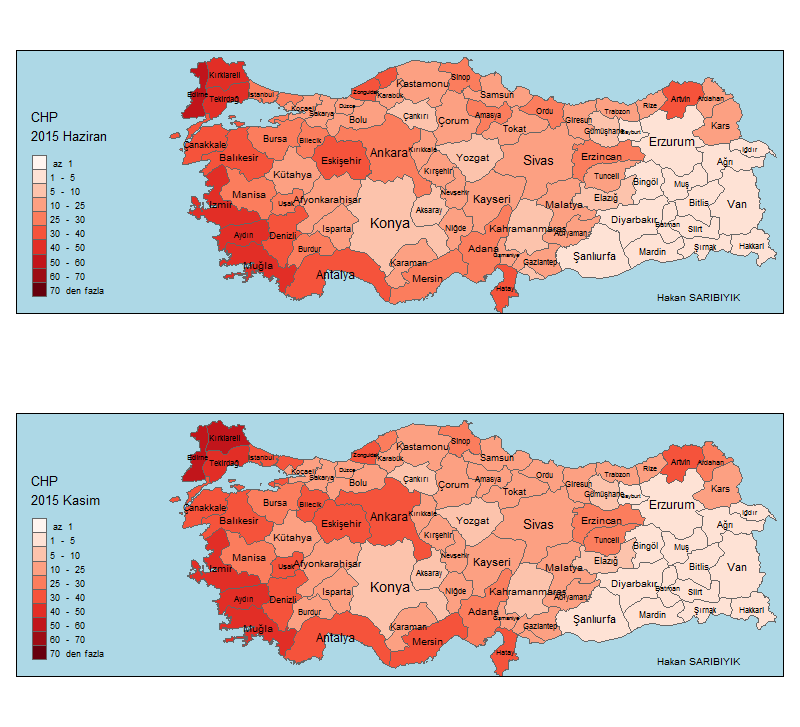 CHP
2015 Haziran
az 1
1 - 5
5 - 10
10 - 25
25 - 30
30 - 40
40 - 50
50 - 60
60 - 70
70 den fazla
Kırklareli
Edirne
Tekirdağ
İstanbul
Kocaeli
Sakarya
Düzce
Bolu
Zonguldak
Karabük
Kastamonu
Sinop
Samsun
Çankırı
Çorum
Amasya
Tokat
Ordu
Giresun
Trabzon
Gümüşhane
Bayburt
Rize
Artvin
Ardahan
Kars
Iğdır
Erzurum
Ağrı
Çanakkale
Balıkesir
Bursa
Bilecik
Eskişehir
Kütahya
Ankara
Kırıkkale
Kırşehir
Yozgat
Sivas
Erzincan
Tunceli
Bingöl
Muş
Bitlis
Van
Manisa
İzmir
Uşak
Afyonkarahisar
Nevşehir
Kayseri
Malatya
Elazığ
Aydın
Denizli
Isparta
Burdur
Konya
Aksaray
Niğde
Kahramanmaraş
Adıyaman
Diyarbakır
Batman
Siirt
Şırnak
Hakkari
Mardin
Şanlıurfa
Gaziantep
Osmaniye
Adana
Karaman
Mersin
Antalya
Muğla
Hatay
Hakan SARIBIYIK
CHP
2015 Kasim
az 1
1 - 5
5 - 10
10 - 25
25 - 30
30 - 40
40 - 50
50 - 60
60 - 70
70 den fazla
Kırklareli
Edirne
Tekirdağ
İstanbul
Kocaeli
Sakarya
Düzce
Bolu
Zonguldak
Karabük
Kastamonu
Sinop
Samsun
Çankırı
Çorum
Amasya
Tokat
Ordu
Giresun
Trabzon
Gümüşhane
Bayburt
Rize
Artvin
Ardahan
Kars
Iğdır
Erzurum
Ağrı
Çanakkale
Balıkesir
Bursa
Bilecik
Eskişehir
Kütahya
Ankara
Kırıkkale
Kırşehir
Yozgat
Sivas
Erzincan
Tunceli
Bingöl
Muş
Bitlis
Van
Manisa
İzmir
Uşak
Afyonkarahisar
Nevşehir
Kayseri
Malatya
Elazığ
Aydın
Denizli
Isparta
Burdur
Konya
Aksaray
Niğde
Kahramanmaraş
Adıyaman
Diyarbakır
Batman
Siirt
Şırnak
Hakkari
Mardin
Şanlıurfa
Gaziantep
Osmaniye
Adana
Karaman
Mersin
Antalya
Muğla
Hatay
Hakan SARIBIYIK